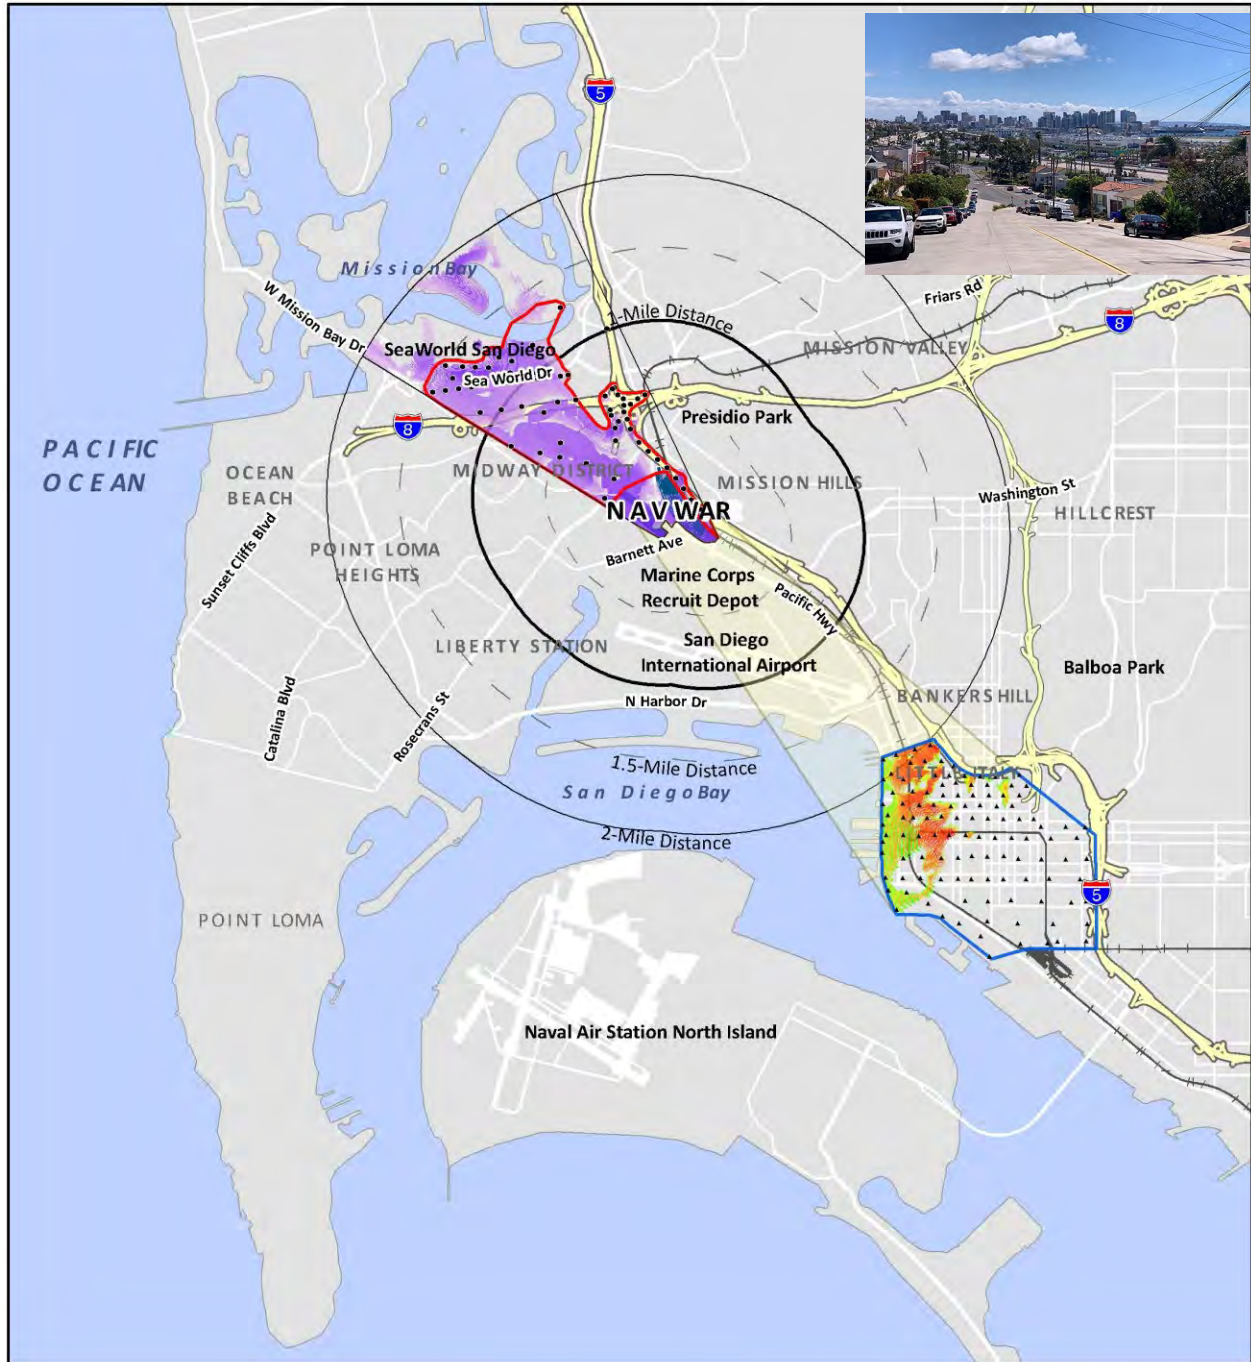 5
Mission Bay
W Mission Bay Dr
1-Mile Distance
Friars Rd
8
MISSION VALLEY
SeaWorld San Diego
Sea World Dr
Presidio Park
8
PACIFIC
OCEAN
OCEAN
BEACH
MIDWAY DISTRICT
MISSION HILLS
Washington St
HILLCREST
NAVWAR
Sunset Cliffs Blvd
POINT LOMA
HEIGHTS
Barnett Ave
Marine Corps
Recruit Depot
Pacific Hwy
LIBERTY STATION
San Diego
International Airport
Balboa Park
Catalina Blvd
Rosecrans St
N Harbor Dr
BANKERS HILL
1.5-Mile Distance
LITTLE ITALY
San Diego Bay
2-Mile Distance
5
POINT LOMA
Naval Air Station North Island